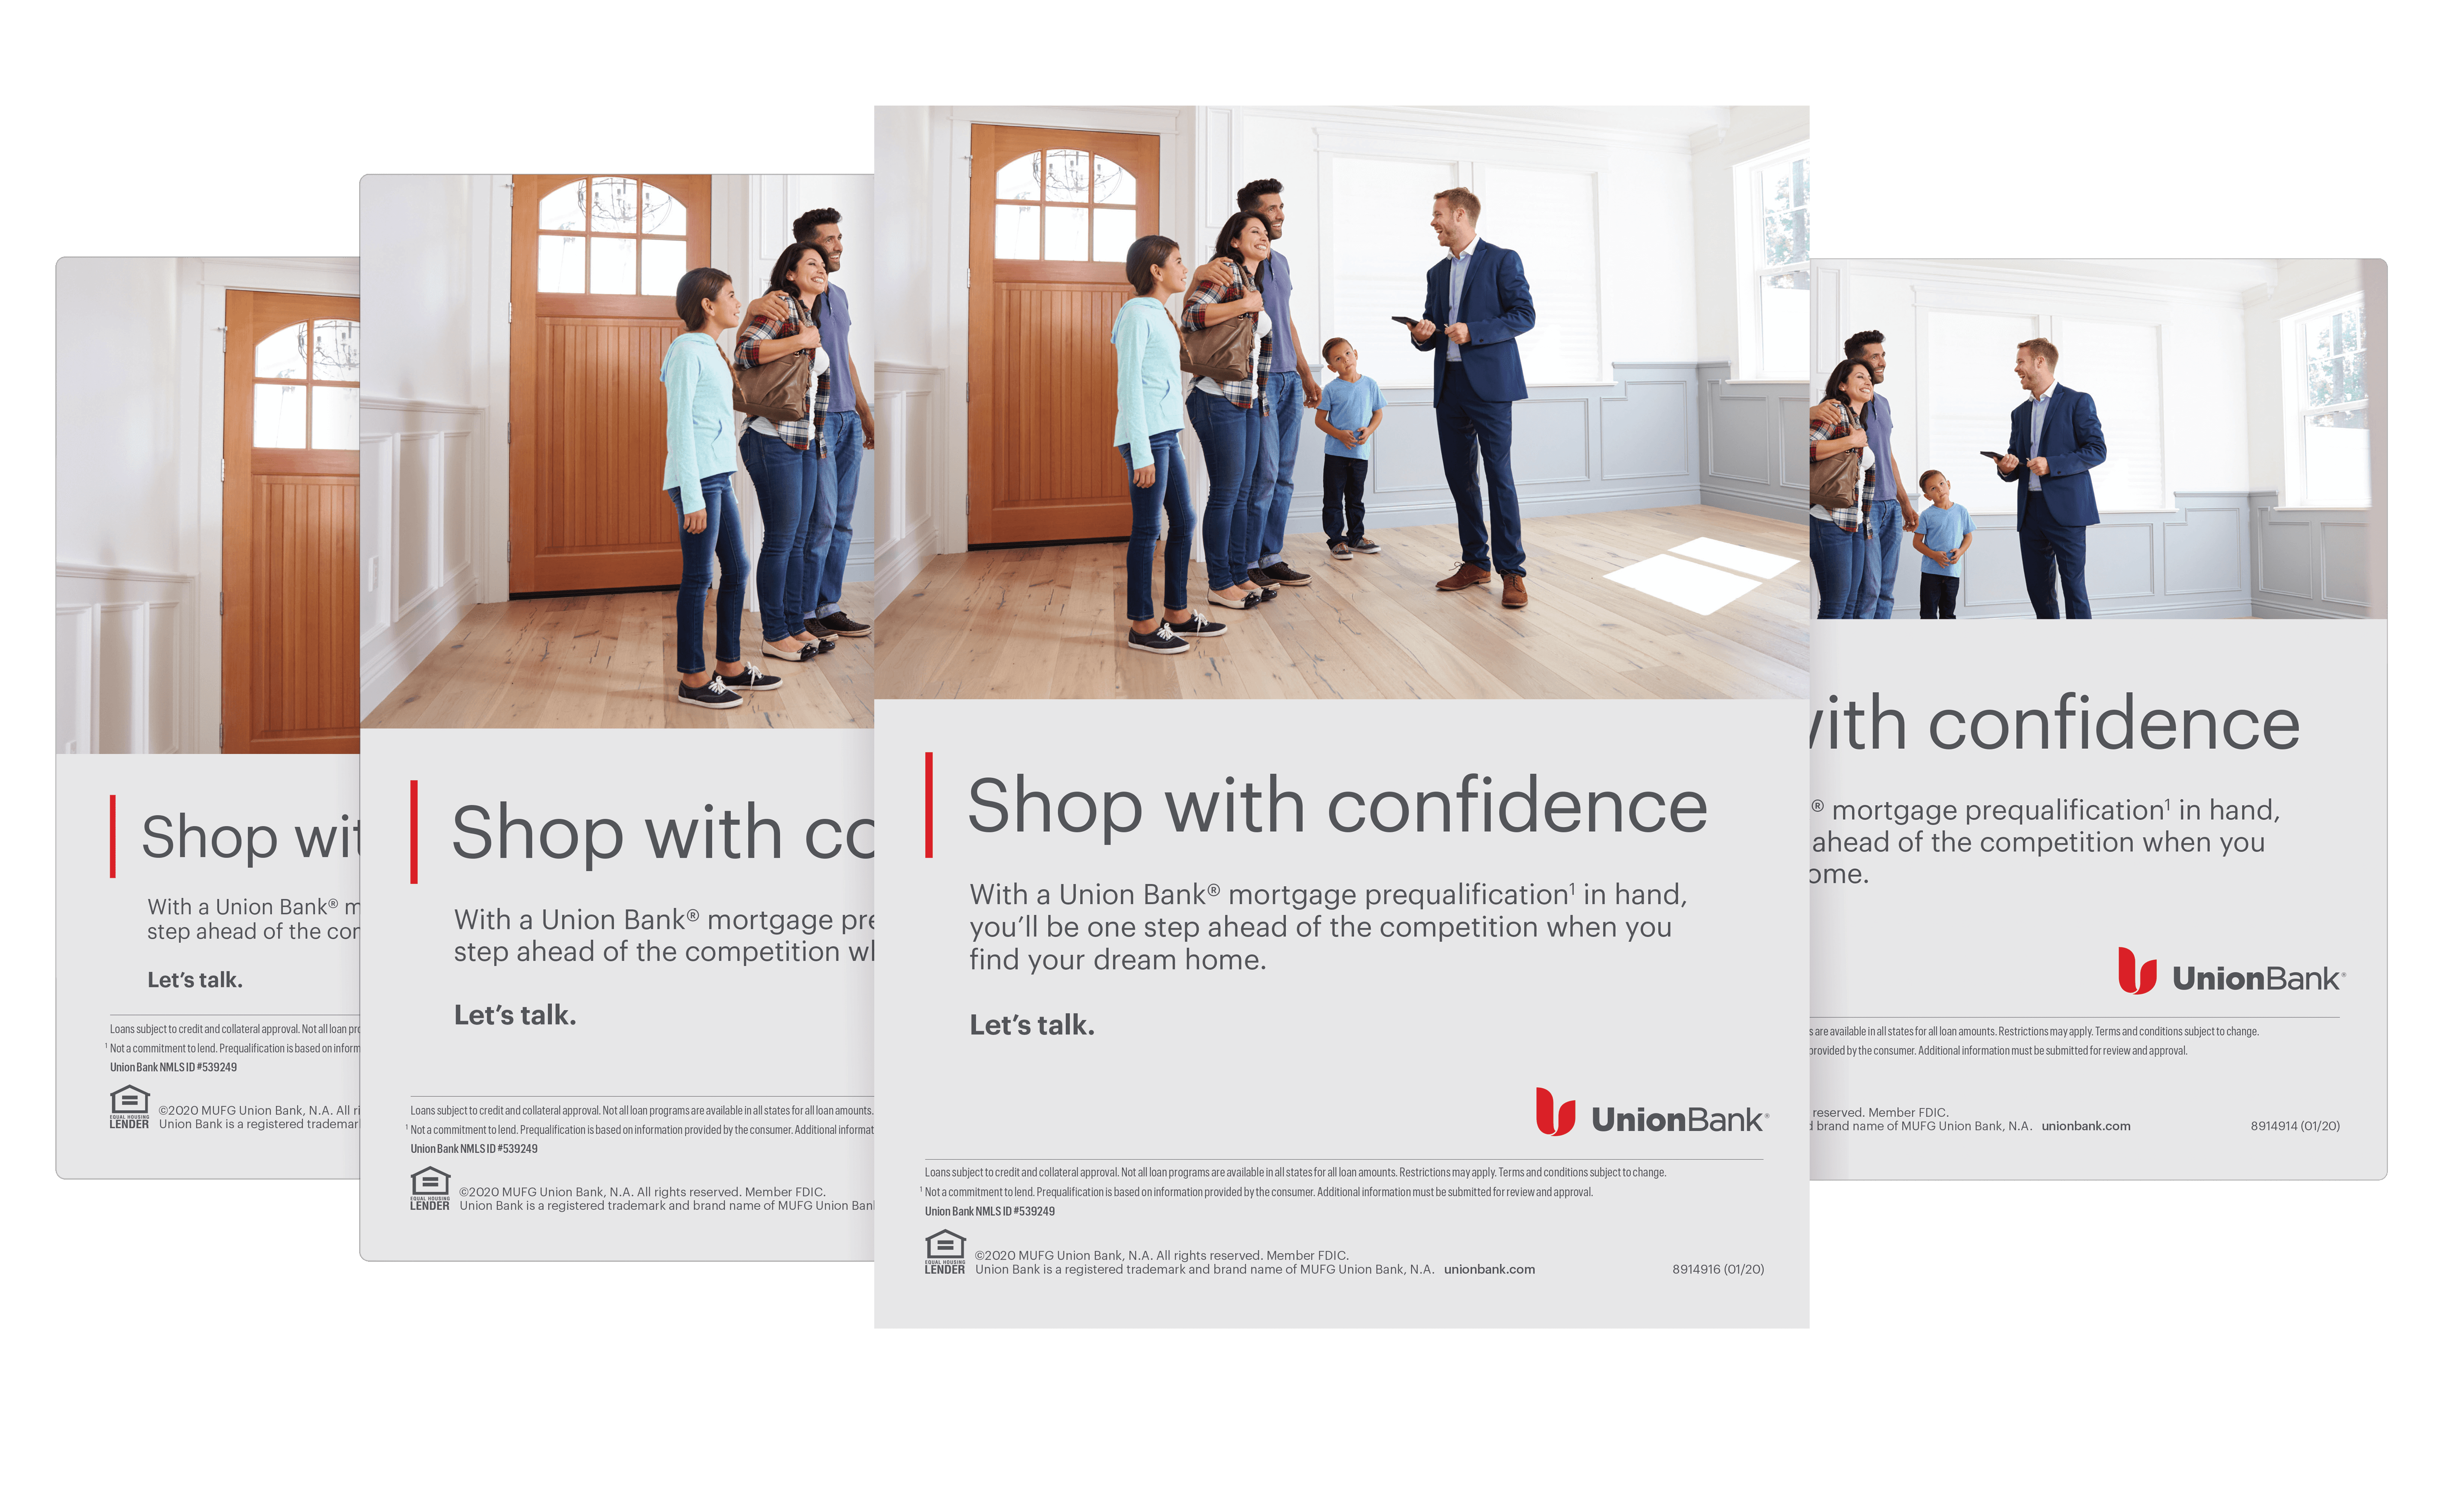 Shop wit
With a Union Bank® m
step ahead of the cor
Let's talk.
Loans subject to credit and collateral approval. Not all loan pro
¹ Not a commitment to lend. Prequalification is based on inform
Union Bank NMLS ID #539249
EQUAL HOUSING
LENDER
©2020 MUFG Union Bank, N.A. All ri
Union Bank is a registered trademar
Shop with co
With a Union Bank® mortgage pre
step ahead of the competition wh
Let's talk.
Loans subject to credit and collateral approval. Not all loan programs are available in all states for all loan amounts.
¹ Not a commitment to lend. Prequalification is based on information provided by the consumer. Additional informat
Union Bank NMLS ID #539249
EQUAL HOUSING
LENDER
©2020 MUFG Union Bank, N.A. All rights reserved. Member FDIC.
Union Bank is a registered trademark and brand name of MUFG Union Bank
Shop with confidence
With a Union Bank® mortgage prequalification¹ in hand,
you'll be one step ahead of the competition when you
find your dream home.
Let's talk.
UnionBank®
Loans subject to credit and collateral approval. Not all loan programs are available in all states for all loan amounts. Restrictions may apply. Terms and conditions subject to change.
¹ Not a commitment to lend. Prequalification is based on information provided by the consumer. Additional information must be submitted for review and approval.
Union Bank NMLS ID #539249
EQUAL HOUSING
LENDER
©2020 MUFG Union Bank, N.A. All rights reserved. Member FDIC.
Union Bank is a registered trademark and brand name of MUFG Union Bank, N.A. unionbank.com
8914916 (01/20)
with confidence
® mortgage prequalification¹ in hand,
ahead of the competition when you
ome.
UnionBank®
s are available in all states for all loan amounts. Restrictions may apply. Terms and conditions subject to change.
provided by the consumer. Additional information must be submitted for review and approval.
reserved. Member FDIC.
d brand name of MUFG Union Bank, N.A. unionbank.com
8914914 (01/20)